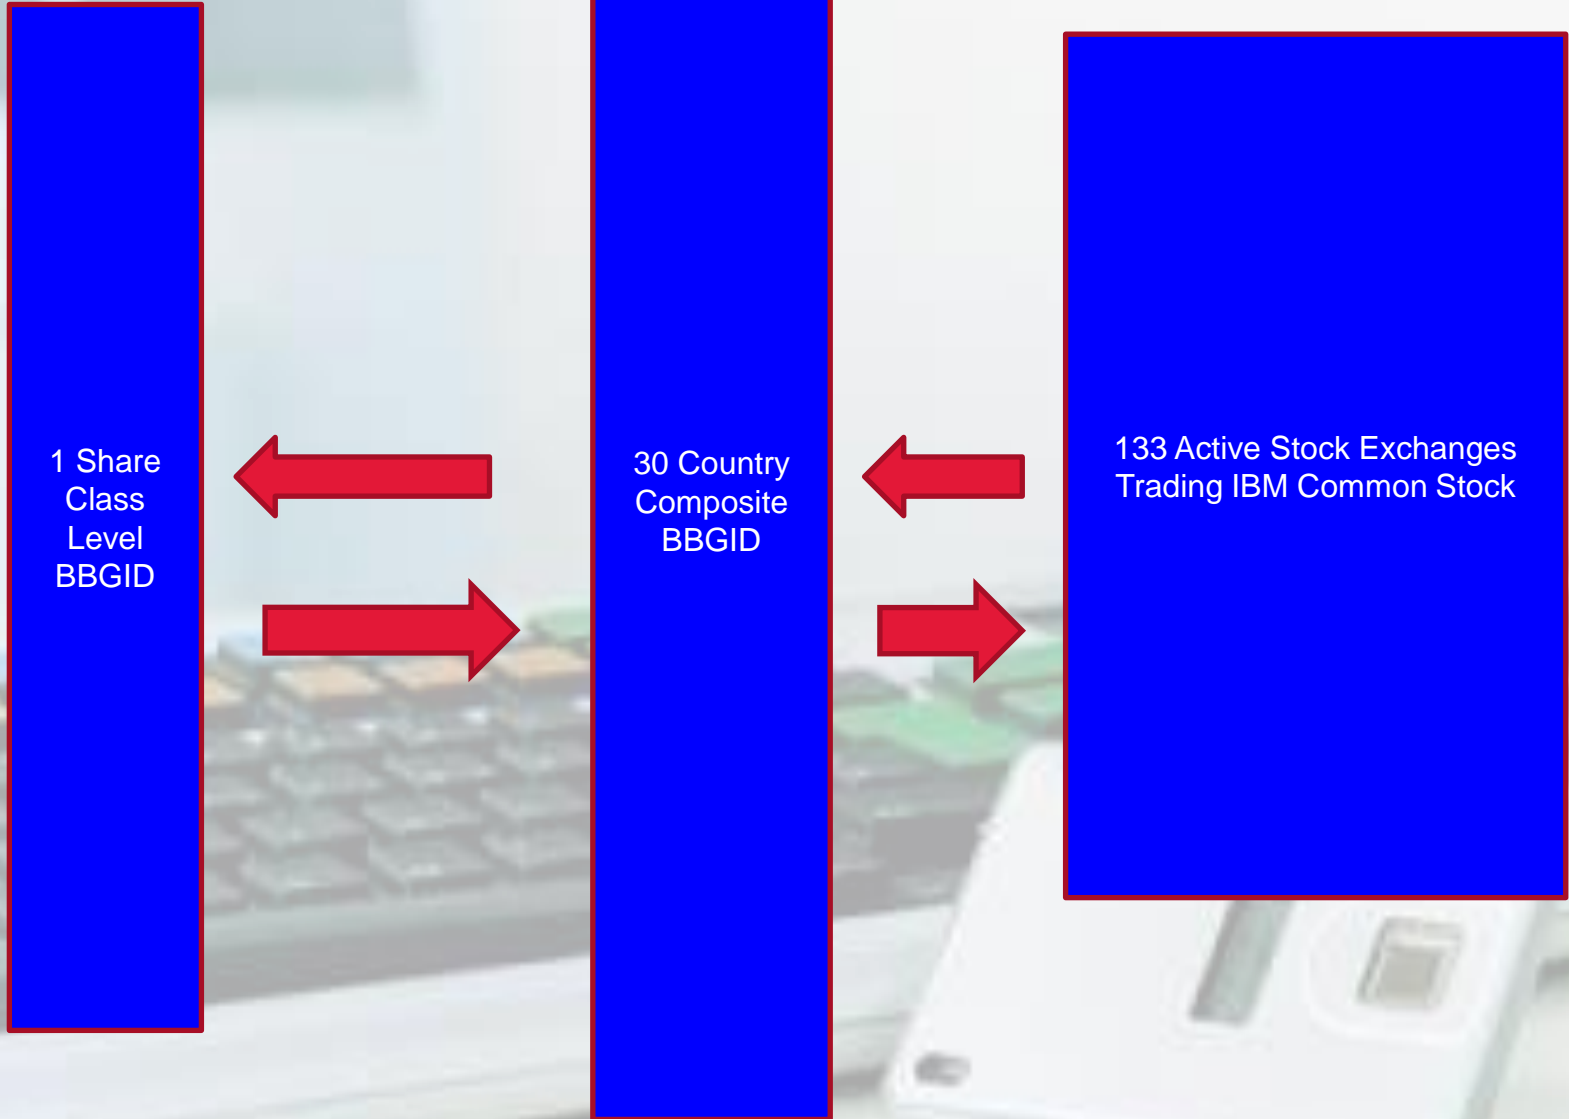 1 Share
Class
Level
BBGID
30 Country
Composite
BBGID
133 Active Stock Exchanges
Trading IBM Common Stock